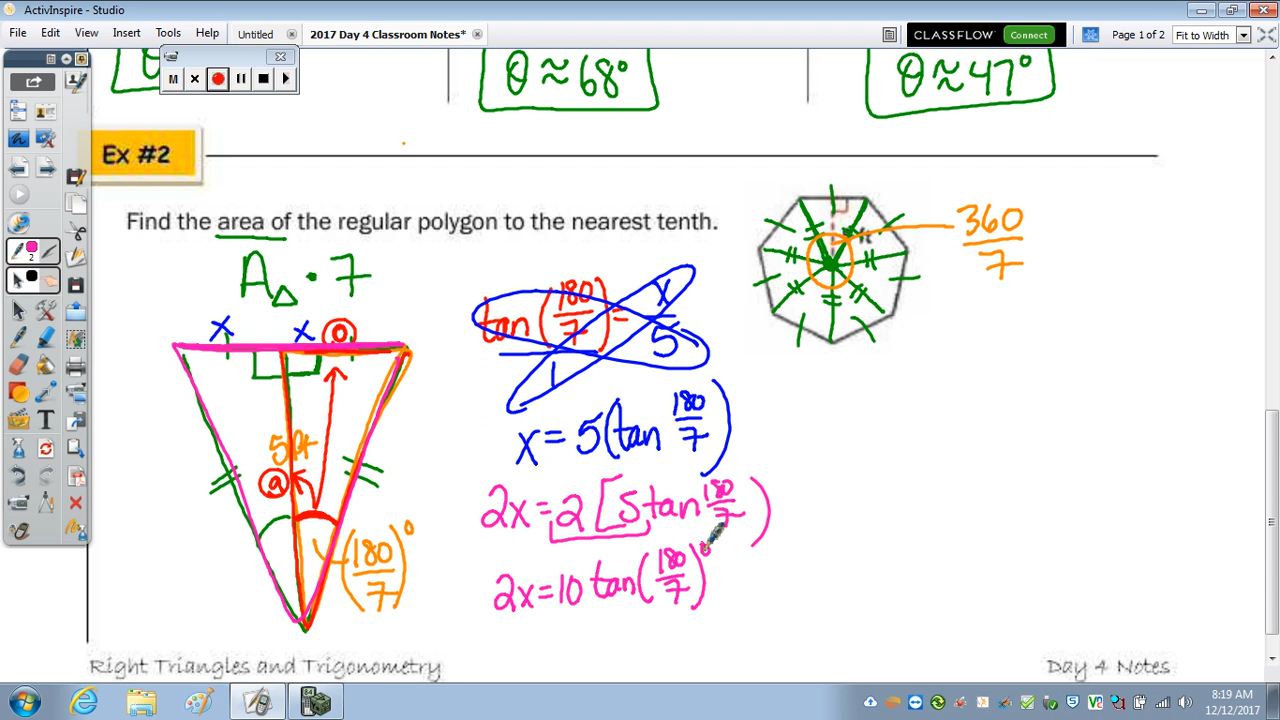 ActivInspire - Studio
File Edit View Insert Tools Help Untitled 2017 Day 4 Classroom Notes* CLASSFLOW Connect Page 1 of 2 Fit to Width
θ ≈ 68° θ ≈ 47°
Ex #2
Find the area of the regular polygon to the nearest tenth.
360/7
A△ · 7
x x o
tan(180/7) = x/5
1
5 ft
a
(180/7)°
x = 5(tan 180/7)
2x = 2[5 tan 180/7)
2x = 10 tan(180/7)°
Right Triangles and Trigonometry Day 4 Notes
8:19 AM
12/12/2017